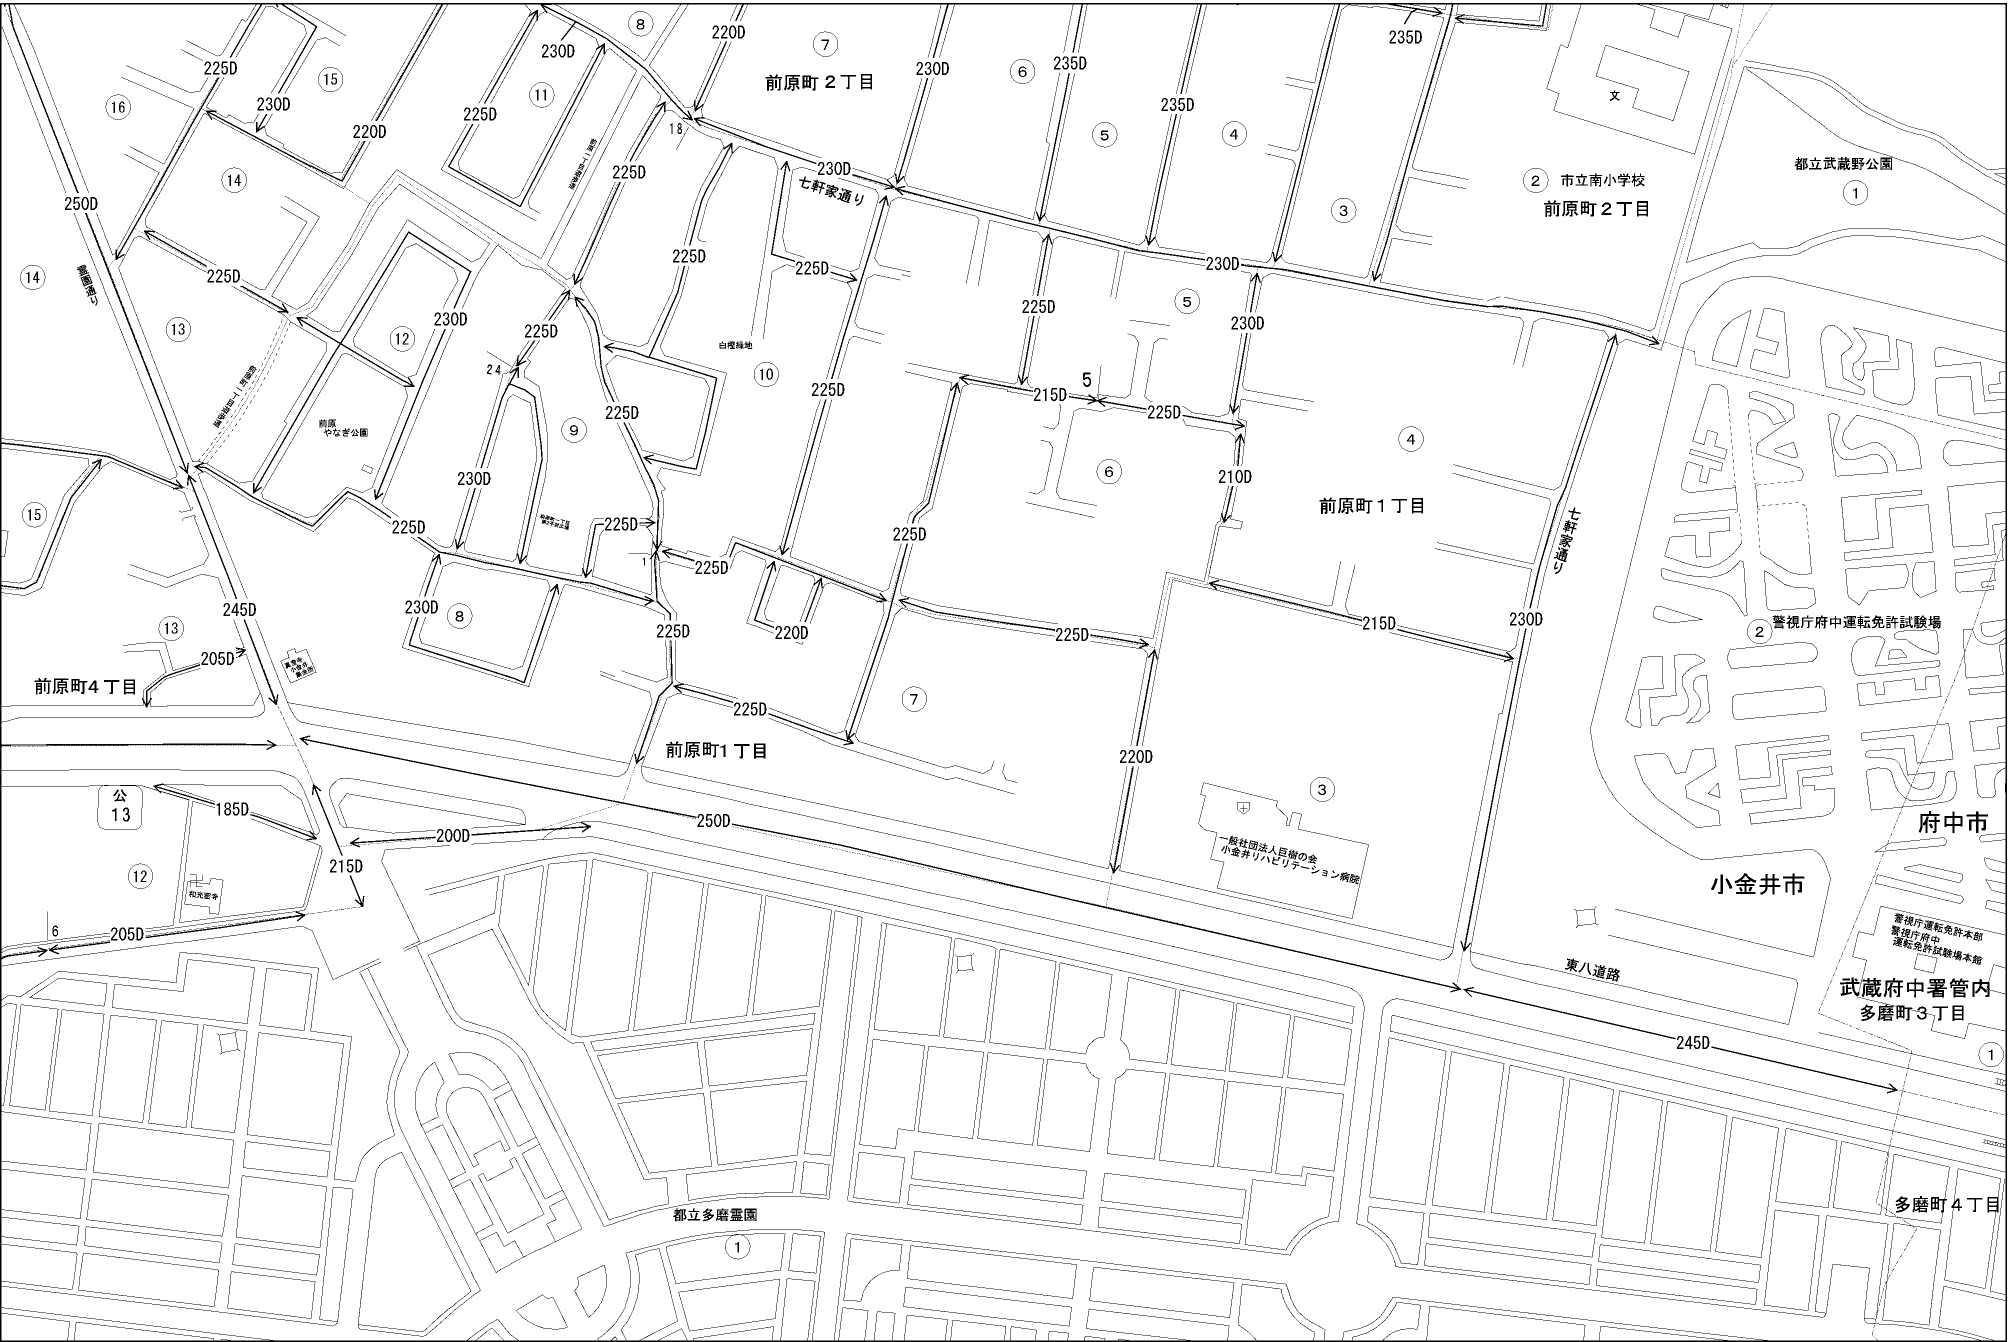 ⑧
⑦
⑥
⑮
⑪
⑯
⑤
④
③
②
①
⑭
220D
230D
235D
235D
225D
230D
230D
235D
前原町２丁目
230D
225D
220D
235D
文
18
225D
230D
都立武蔵野公園
市立南小学校
前原町２丁目
七軒家通り
250D
霊園通り
⑭
225D
225D
225D
230D
⑬
⑫
⑤
230D
225D
225D
230D
白樫緑地
24
⑩
5
225D
215D
225D
225D
前原
やなぎ公園
⑨
④
⑥
230D
210D
前原町１丁目
⑮
225D
225D
225D
七軒家通り
1
225D
245D
230D
⑧
220D
225D
225D
215D
230D
⑬
②
警視庁府中運転免許試験場
205D
前原町４丁目
⑦
225D
前原町１丁目
220D
③
公
13
185D
200D
250D
府中市
一般社団法人巨樹の会
小金井リハビリテーション病院
215D
⑫
小金井市
和光密寺
6
205D
警視庁運転免許本部
警視庁府中
運転免許試験場本館
東八道路
武蔵府中署管内
多磨町３丁目
245D
①
多磨町４丁目
都立多磨霊園
①